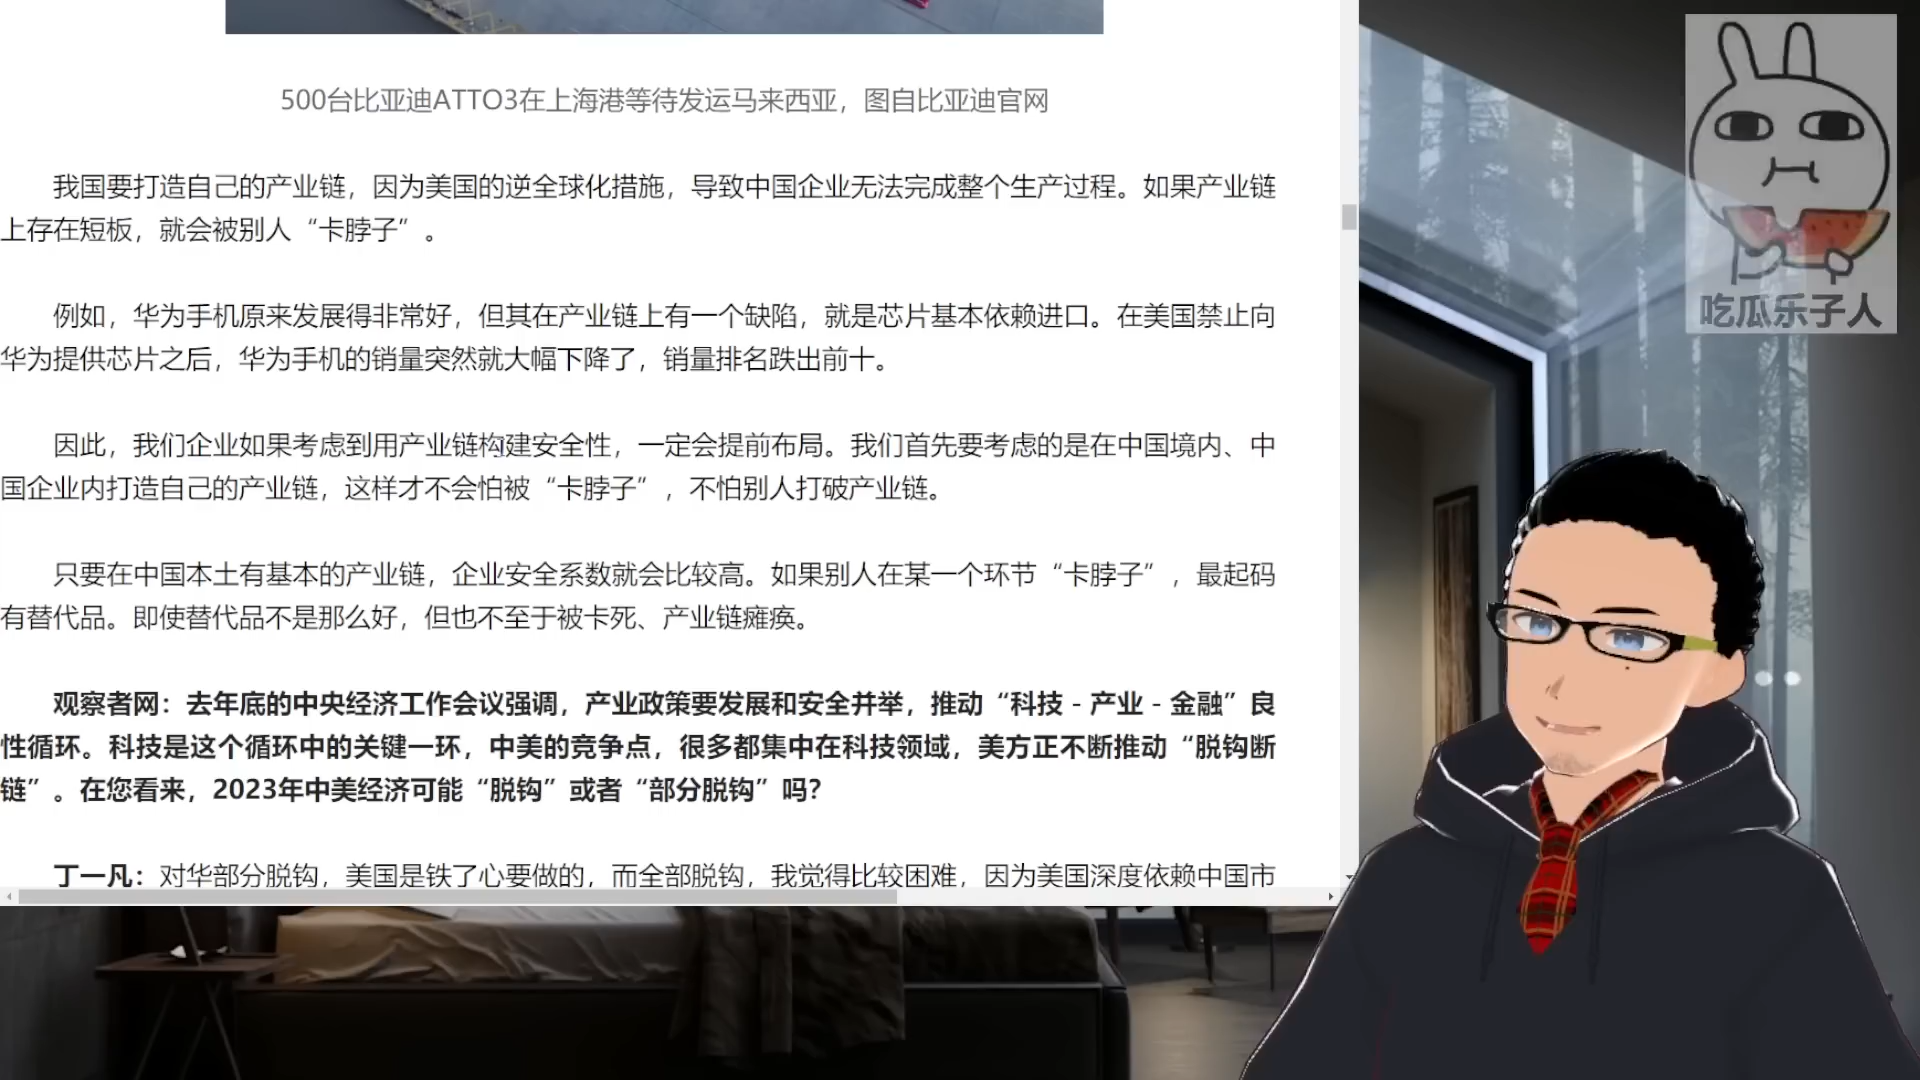 500台比亚迪ATTO3在上海港等待发运马来西亚，图自比亚迪官网
我国要打造自己的产业链，因为美国的逆全球化措施，导致中国企业无法完成整个生产过程。如果产业链
上存在短板，就会被别人“卡脖子”。
例如，华为手机原来发展得非常好，但其在产业链上有一个缺陷，就是芯片基本依赖进口。在美国禁止向
华为提供芯片之后，华为手机的销量突然就大幅下降了，销量排名跌出前十。
因此，我们企业如果考虑到用产业链构建安全性，一定会提前布局。我们首先要考虑的是在中国境内、中
国企业内打造自己的产业链，这样才不会怕被“卡脖子”，不怕别人打破产业链。
只要在中国本土有基本的产业链，企业安全系数就会比较高。如果别人在某一个环节“卡脖子”，最起码
有替代品。即使替代品不是那么好，但也不至于被卡死、产业链瘫痪。
观察者网：去年底的中央经济工作会议强调，产业政策要发展和安全并举，推动“科技－产业－金融”良
性循环。科技是这个循环中的关键一环，中美的竞争点，很多都集中在科技领域，美方正不断推动“脱钩断
链”。在您看来，2023年中美经济可能“脱钩”或者“部分脱钩”吗？
丁一凡：对华部分脱钩，美国是铁了心要做的，而全部脱钩，我觉得比较困难，因为美国深度依赖中国市
吃瓜乐子人